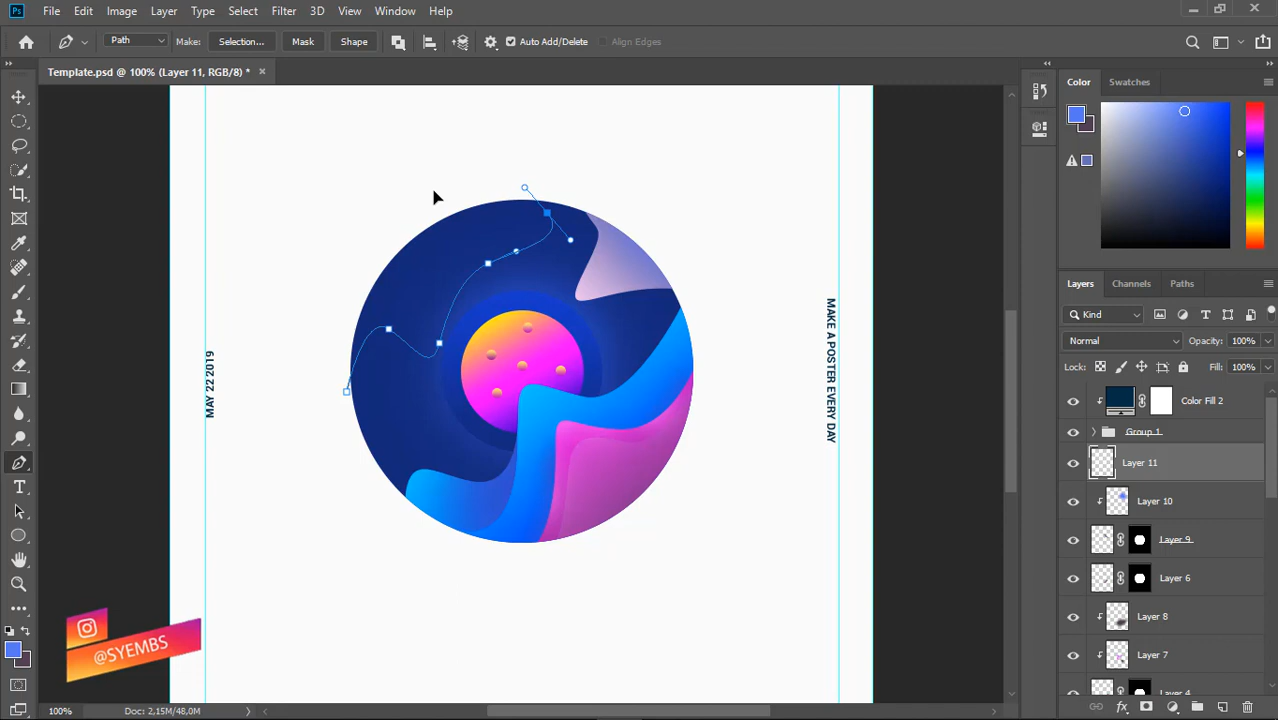 Ps File Edit Image Layer Type Select Filter 3D View Window Help
Path Make: Selection... Mask Shape Auto Add/Delete Align Edges
Template.psd @ 100% (Layer 11, RGB/8) *
Color Swatches
MAY 22 2019
MAKE A POSTER EVERY DAY
@SYEMBS
Layers Channels Paths
Kind
Normal Opacity: 100%
Lock: Fill: 100%
Color Fill 2
Group 1
Layer 11
Layer 10
Layer 9
Layer 6
Layer 8
Layer 7
Layer 4
100% Doc: 2,15M/48,0M